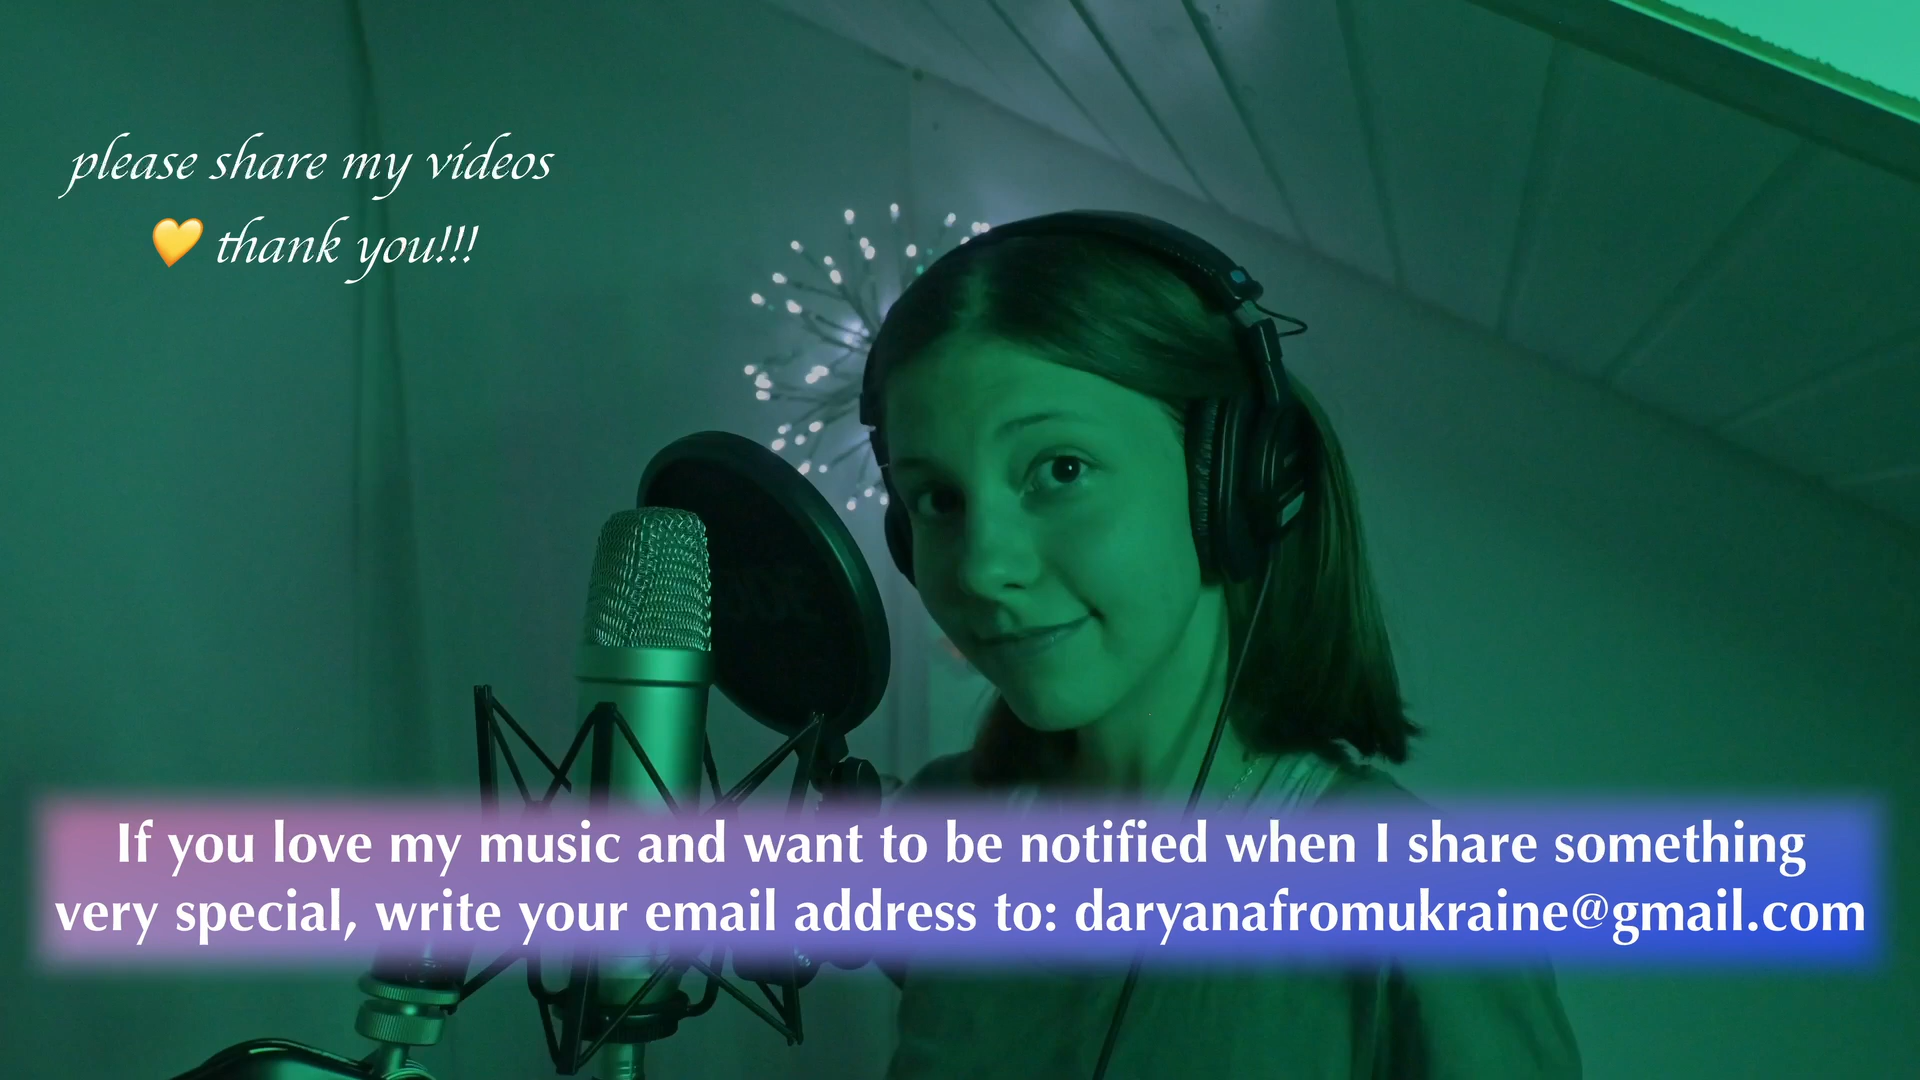 please share my videos
💛 thank you!!!
If you love my music and want to be notified when I share something
very special, write your email address to: daryanafromukraine@gmail.com